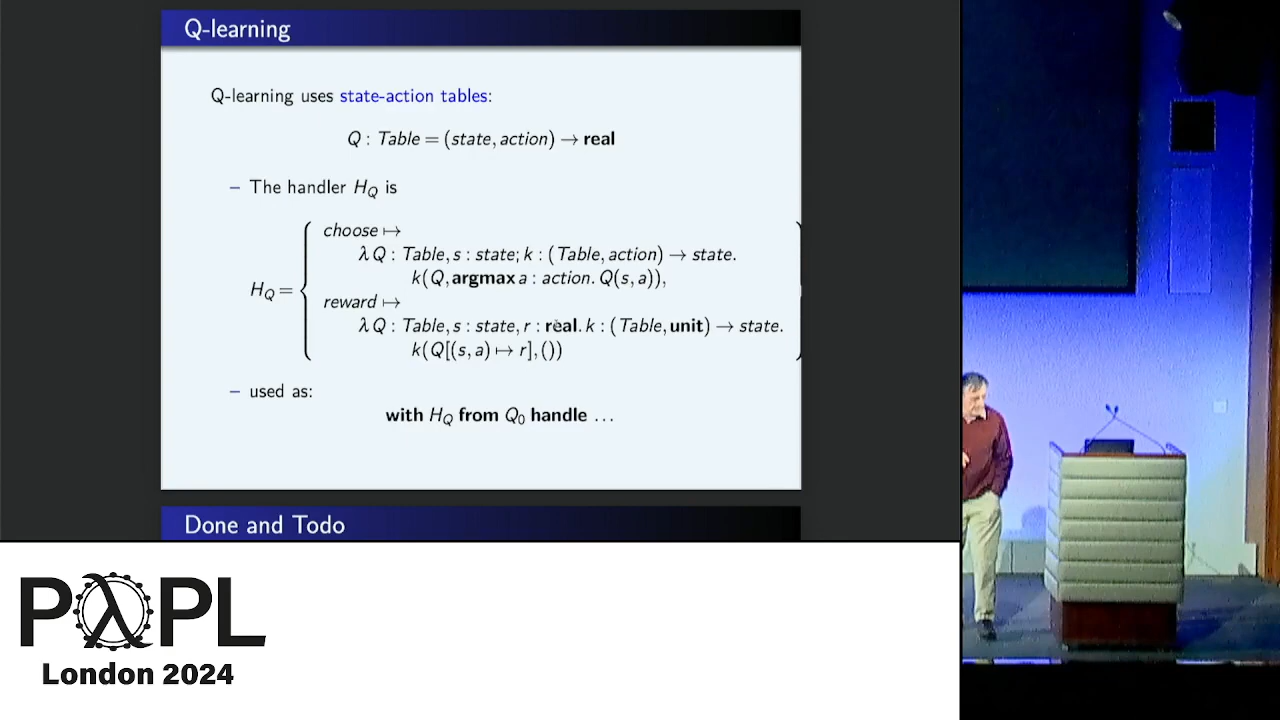 Q-learning
Q-learning uses state-action tables:
Q : Table = (state, action) → real
– The handler H_Q is
choose ↦
λ Q : Table, s : state; k : (Table, action) → state.
k(Q, argmax a : action. Q(s, a)),
H_Q =
reward ↦
λ Q : Table, s : state, r : real. k : (Table, unit) → state.
k(Q[(s, a) ↦ r], ())
– used as:
with H_Q from Q_0 handle ...
Done and Todo
PλPL
London 2024